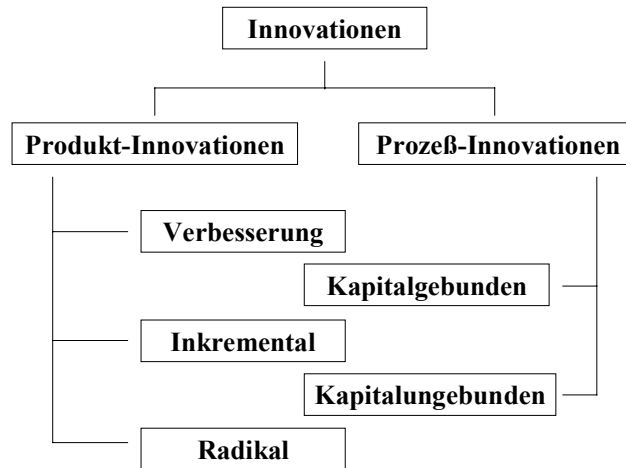 Innovationen
Produkt-Innovationen
Prozeß-Innovationen
Verbesserung
Kapitalgebunden
Inkremental
Kapitalungebunden
Radikal